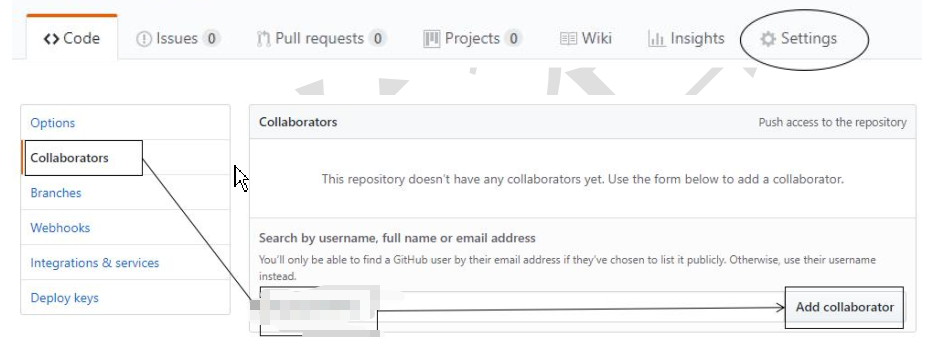 Code Issues 0 Pull requests 0 Projects 0 Wiki Insights Settings
Options
Collaborators
Branches
Webhooks
Integrations & services
Deploy keys
Collaborators Push access to the repository
This repository doesn't have any collaborators yet. Use the form below to add a collaborator.
Search by username, full name or email address
You'll only be able to find a GitHub user by their email address if they've chosen to list it publicly. Otherwise, use their username
instead.
Add collaborator